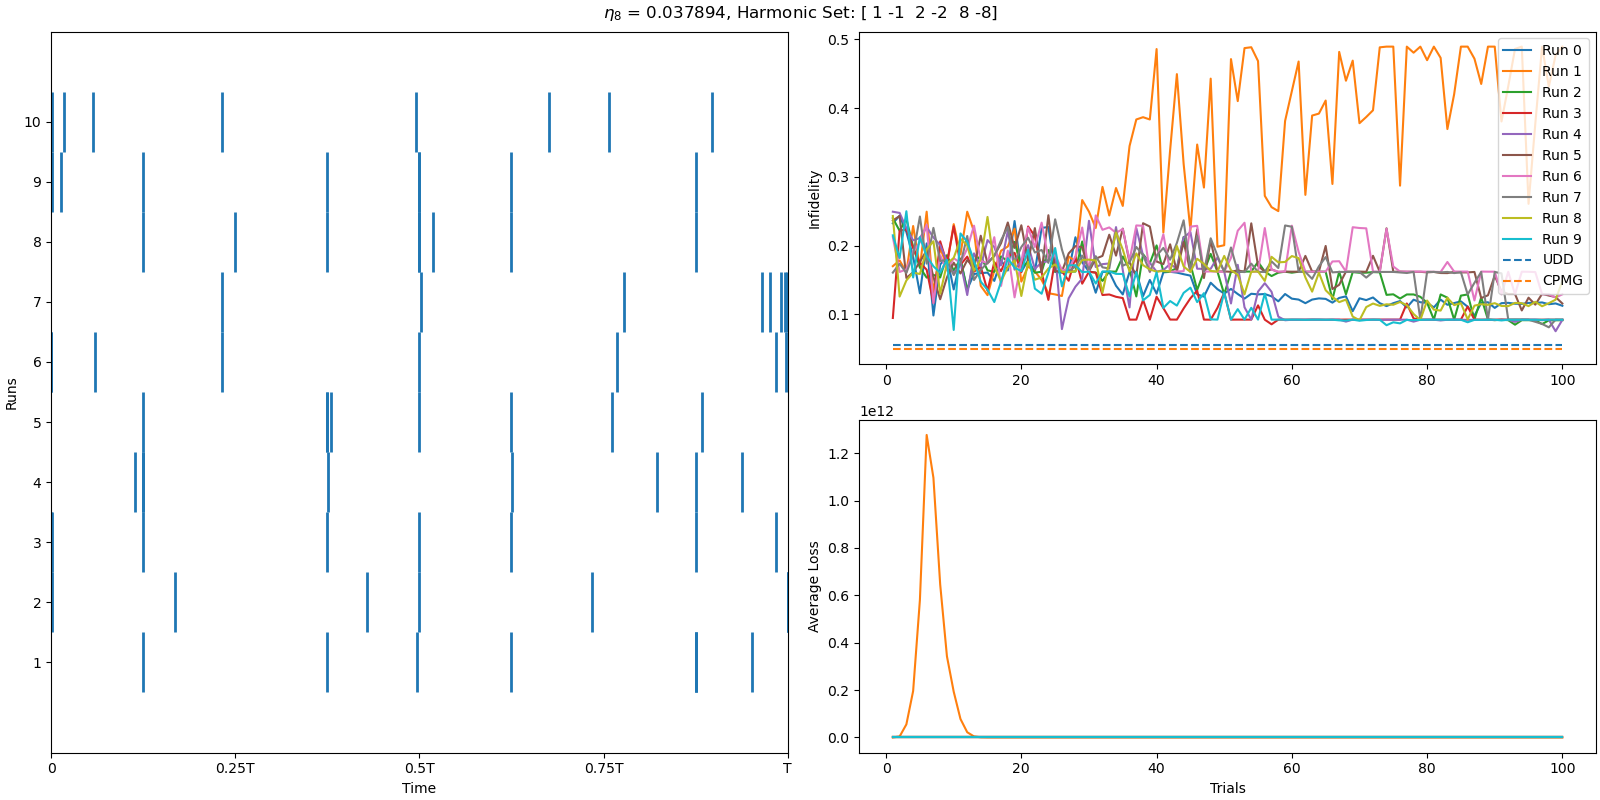 η8 = 0.037894, Harmonic Set: [ 1 -1  2 -2  8 -8]
10
9
8
7
6
5
4
3
2
1
Runs
0
0.25T
0.5T
0.75T
T
Time
0.5
0.4
0.3
0.2
0.1
Infidelity
Run 0
Run 1
Run 2
Run 3
Run 4
Run 5
Run 6
Run 7
Run 8
Run 9
UDD
CPMG
0
20
40
60
80
100
1e12
1.2
1.0
0.8
0.6
0.4
0.2
0.0
Average Loss
0
20
40
60
80
100
Trials